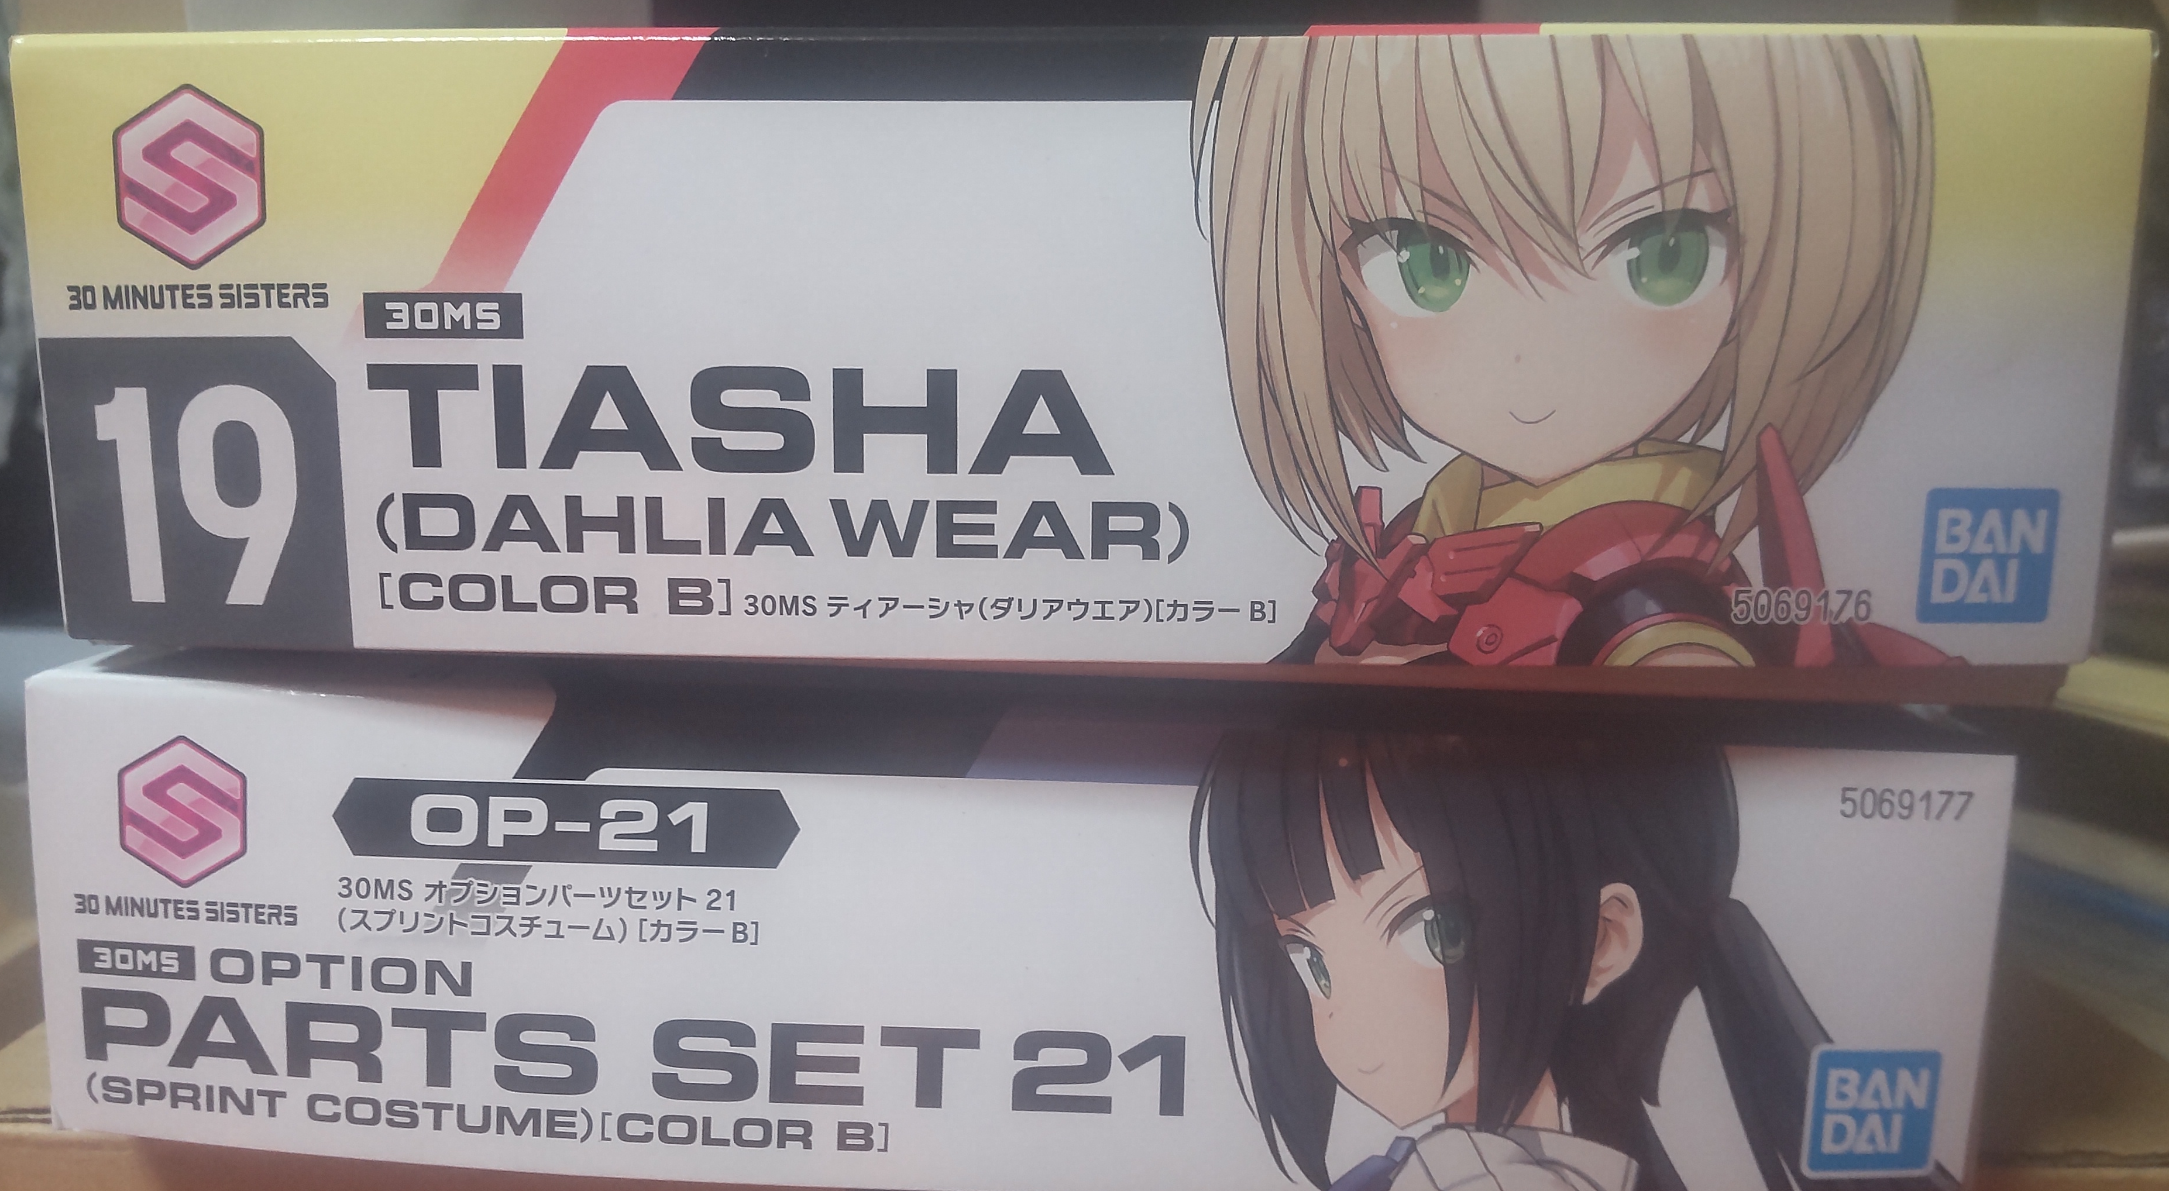 30 MINUTES SISTERS
19
30MS
TIASHA
(DAHLIA WEAR)
[COLOR B] 30MS ティアーシャ(ダリアウエア)[カラー B]
5069176
BAN
DAI
30 MINUTES SISTERS
OP-21
30MS オプションパーツセット 21
(スプリントコスチューム) [カラー B]
30MS OPTION
PARTS SET 21
(SPRINT COSTUME)[COLOR B]
5069177
BAN
DAI